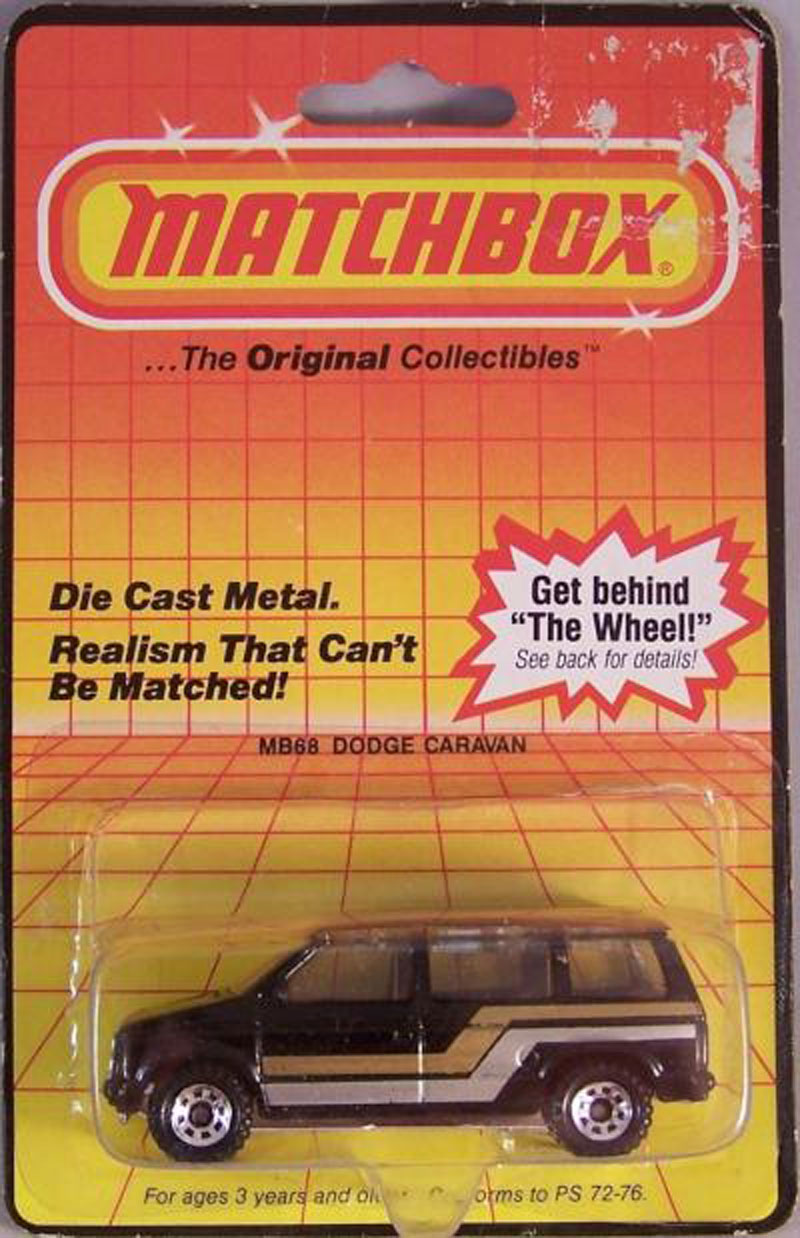 MATCHBOX®
...The Original Collectibles™
Die Cast Metal.
Realism That Can't
Be Matched!
Get behind
“The Wheel!”
See back for details!
MB68 DODGE CARAVAN
For ages 3 years and to PS 72-76.